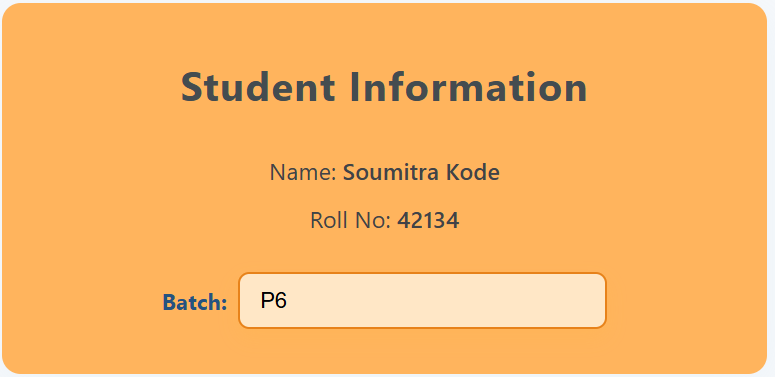 Student Information
Name: Soumitra Kode
Roll No: 42134
Batch: P6